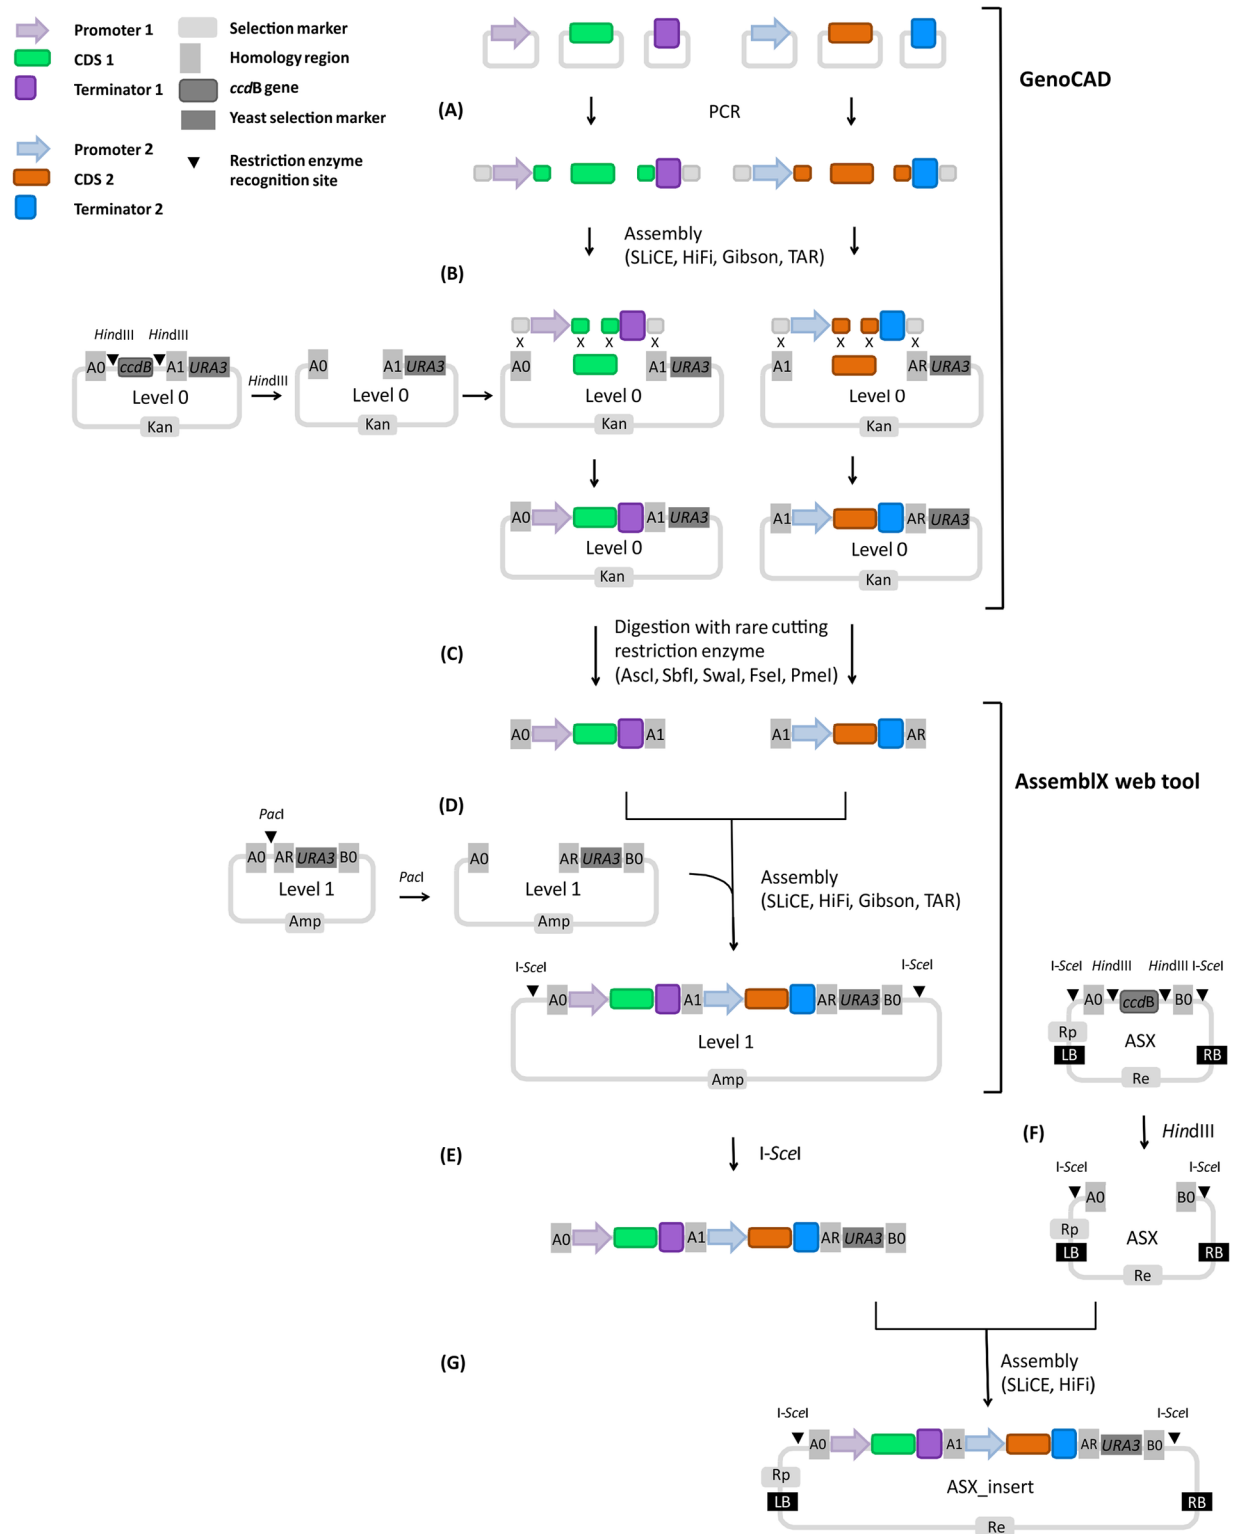 Promoter 1
CDS 1
Terminator 1
Promoter 2
CDS 2
Terminator 2
Selection marker
Homology region
ccdB gene
Yeast selection marker
Restriction enzyme
recognition site
GenoCAD
(A)
PCR
Assembly
(SLiCE, HiFi, Gibson, TAR)
(B)
HindIII HindIII
A0 ccdB A1 URA3
Level 0
Kan
HindIII
A0 A1 URA3
Level 0
Kan
X X X X
A0 A1 URA3
Level 0
Kan
X X X X
A1 AR URA3
Level 0
Kan
A0 A1 URA3
Level 0
Kan
A1 AR URA3
Level 0
Kan
(C)
Digestion with rare cutting
restriction enzyme
(AscI, SbfI, SwaI, FseI, PmeI)
A0 A1
A1 AR
AssemblX web tool
(D)
PacI
A0 AR URA3 B0
Level 1
Amp
PacI
A0 AR URA3 B0
Level 1
Amp
Assembly
(SLiCE, HiFi, Gibson, TAR)
I-SceI I-SceI
A0 A1 AR URA3 B0
Level 1
Amp
I-SceI HindIII HindIII I-SceI
A0 ccdB B0
Rp
ASX
LB RB
Re
(E)
I-SceI
A0 A1 AR URA3 B0
(F)
HindIII
I-SceI I-SceI
A0 B0
Rp
ASX
LB RB
Re
(G)
Assembly
(SLiCE, HiFi)
I-SceI I-SceI
A0 A1 AR URA3 B0
Rp
ASX_insert
LB RB
Re